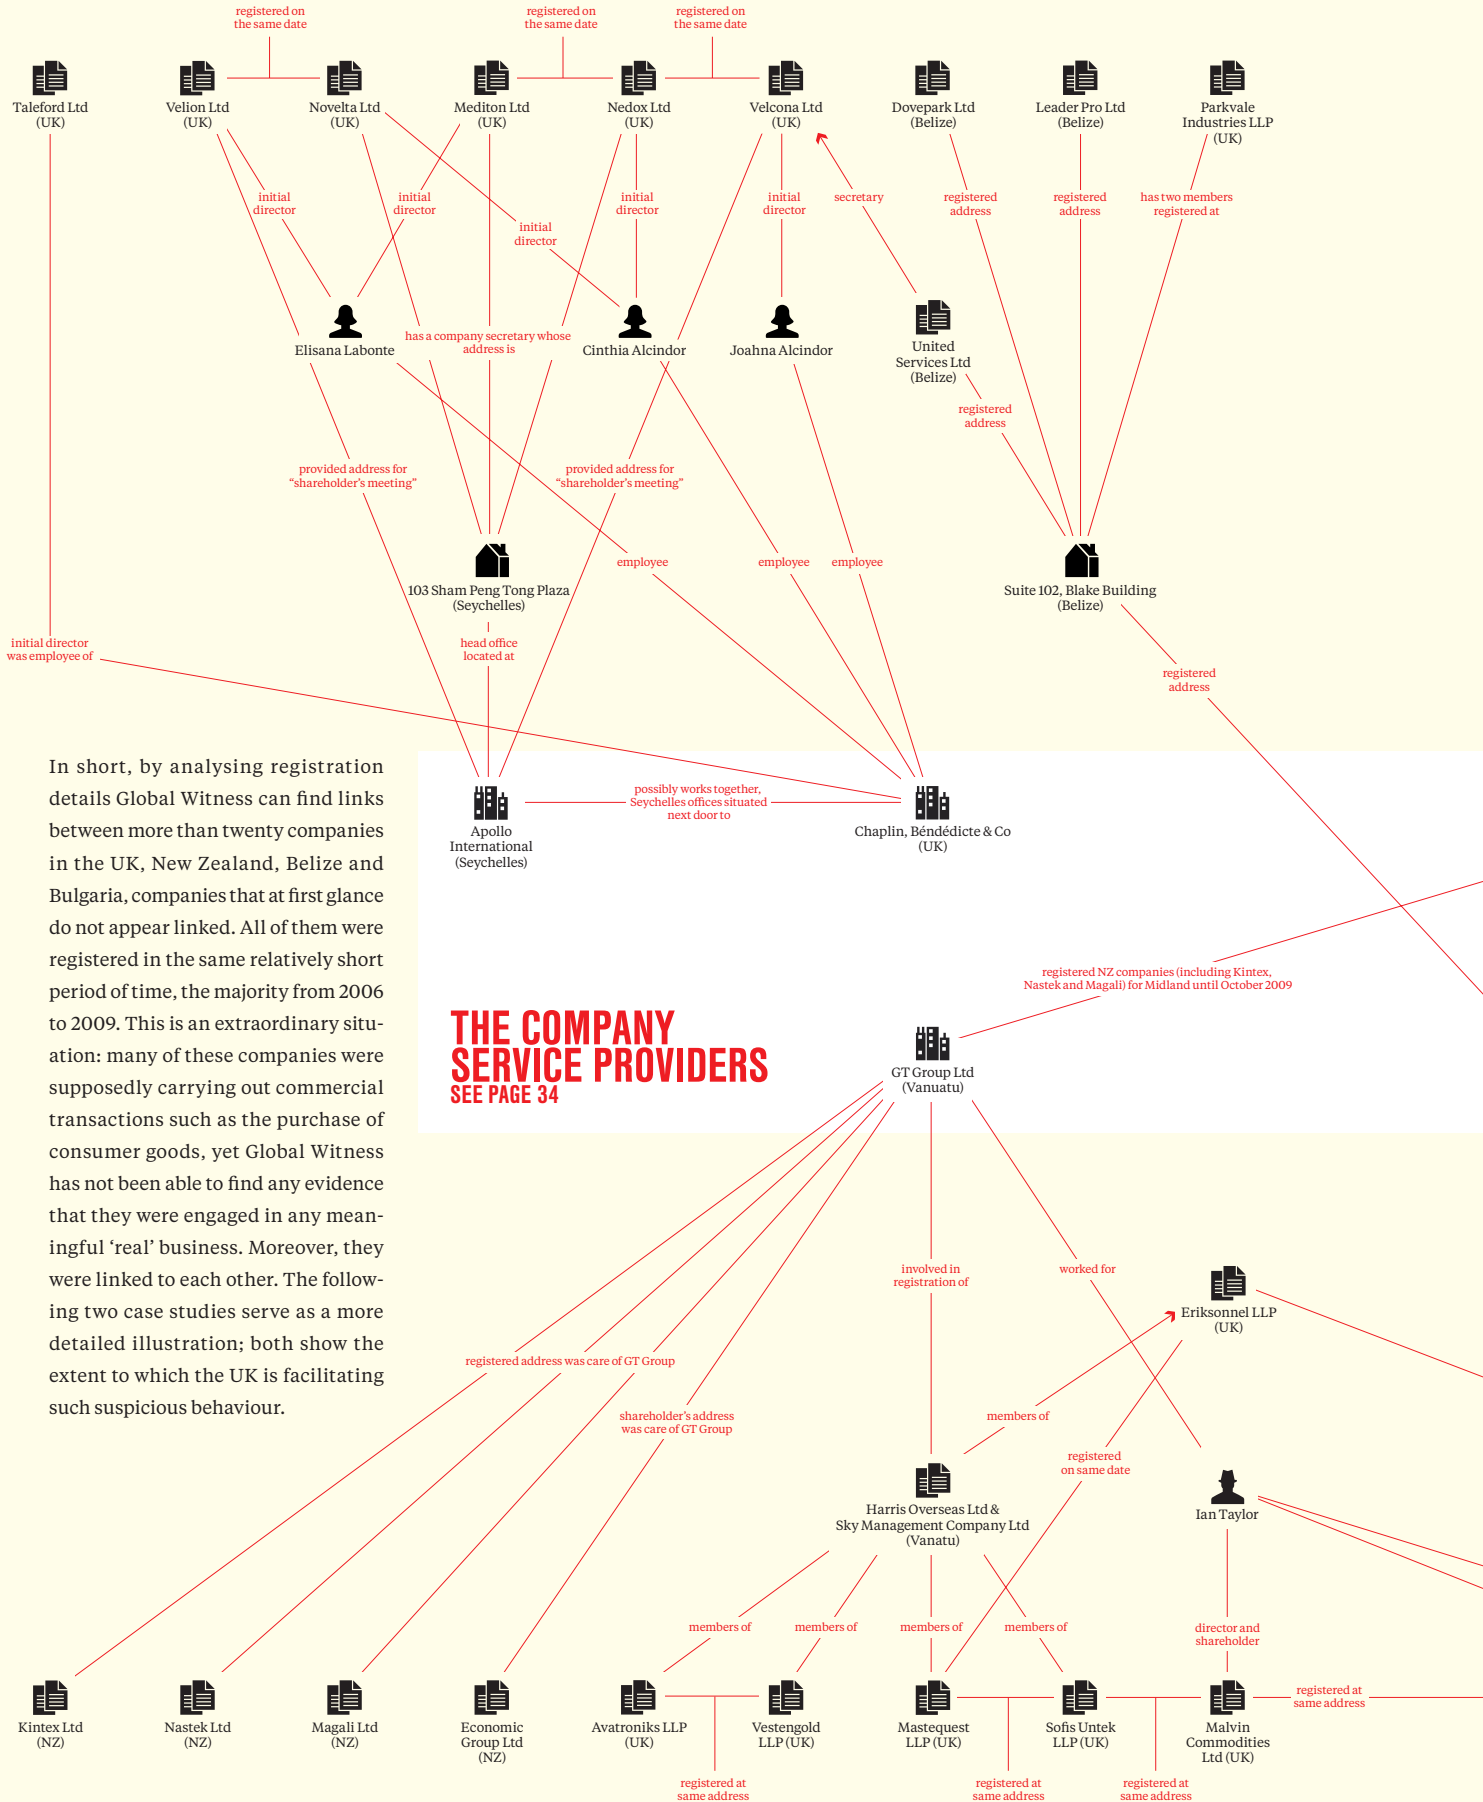 registered on
the same date
registered on
the same date
registered on
the same date
Taleford Ltd
(UK)
Velion Ltd
(UK)
Novelta Ltd
(UK)
Mediton Ltd
(UK)
Nedox Ltd
(UK)
Velcona Ltd
(UK)
Dovepark Ltd
(Belize)
Leader Pro Ltd
(Belize)
Parkvale
Industries LLP
(UK)
initial
director
initial
director
initial
director
initial
director
initial
director
secretary
registered
address
registered
address
has two members
registered at
Elisana Labonte
has a company secretary whose
address is
Cinthia Alcindor
Joahna Alcindor
United
Services Ltd
(Belize)
registered
address
provided address for
“shareholder’s meeting”
provided address for
“shareholder’s meeting”
employee
employee
employee
103 Sham Peng Tong Plaza
(Seychelles)
Suite 102, Blake Building
(Belize)
initial director
was employee of
head office
located at
registered
address
In short, by analysing registration
details Global Witness can find links
between more than twenty companies
in the UK, New Zealand, Belize and
Bulgaria, companies that at first glance
do not appear linked. All of them were
registered in the same relatively short
period of time, the majority from 2006
to 2009. This is an extraordinary situ-
ation: many of these companies were
supposedly carrying out commercial
transactions such as the purchase of
consumer goods, yet Global Witness
has not been able to find any evidence
that they were engaged in any mean-
ingful ‘real’ business. Moreover, they
were linked to each other. The follow-
ing two case studies serve as a more
detailed illustration; both show the
extent to which the UK is facilitating
such suspicious behaviour.
Apollo
International
(Seychelles)
possibly works together,
Seychelles offices situated
next door to
Chaplin, Béndédicte & Co
(UK)
registered NZ companies (including Kintex,
Nastek and Magali) for Midland until October 2009
THE COMPANY
SERVICE PROVIDERS
SEE PAGE 34
GT Group Ltd
(Vanuatu)
involved in
registration of
worked for
Eriksonnel LLP
(UK)
registered address was care of GT Group
shareholder’s address
was care of GT Group
members of
registered
on same date
Harris Overseas Ltd &
Sky Management Company Ltd
(Vanatu)
Ian Taylor
members of
members of
members of
members of
director and
shareholder
registered at
same address
Kintex Ltd
(NZ)
Nastek Ltd
(NZ)
Magali Ltd
(NZ)
Economic
Group Ltd
(NZ)
Avatroniks LLP
(UK)
Vestengold
LLP (UK)
Mastequest
LLP (UK)
Sofis Untek
LLP (UK)
Malvin
Commodities
Ltd (UK)
registered at
same address
registered at
same address
registered at
same address